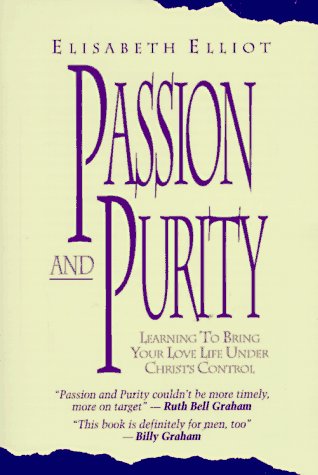 ELISABETH ELLIOT
PASSION
AND
PURITY
LEARNING TO BRING
YOUR LOVE LIFE UNDER
CHRIST'S CONTROL
"Passion and Purity couldn't be more timely,
more on target" — Ruth Bell Graham
"This book is definitely for men, too"
— Billy Graham